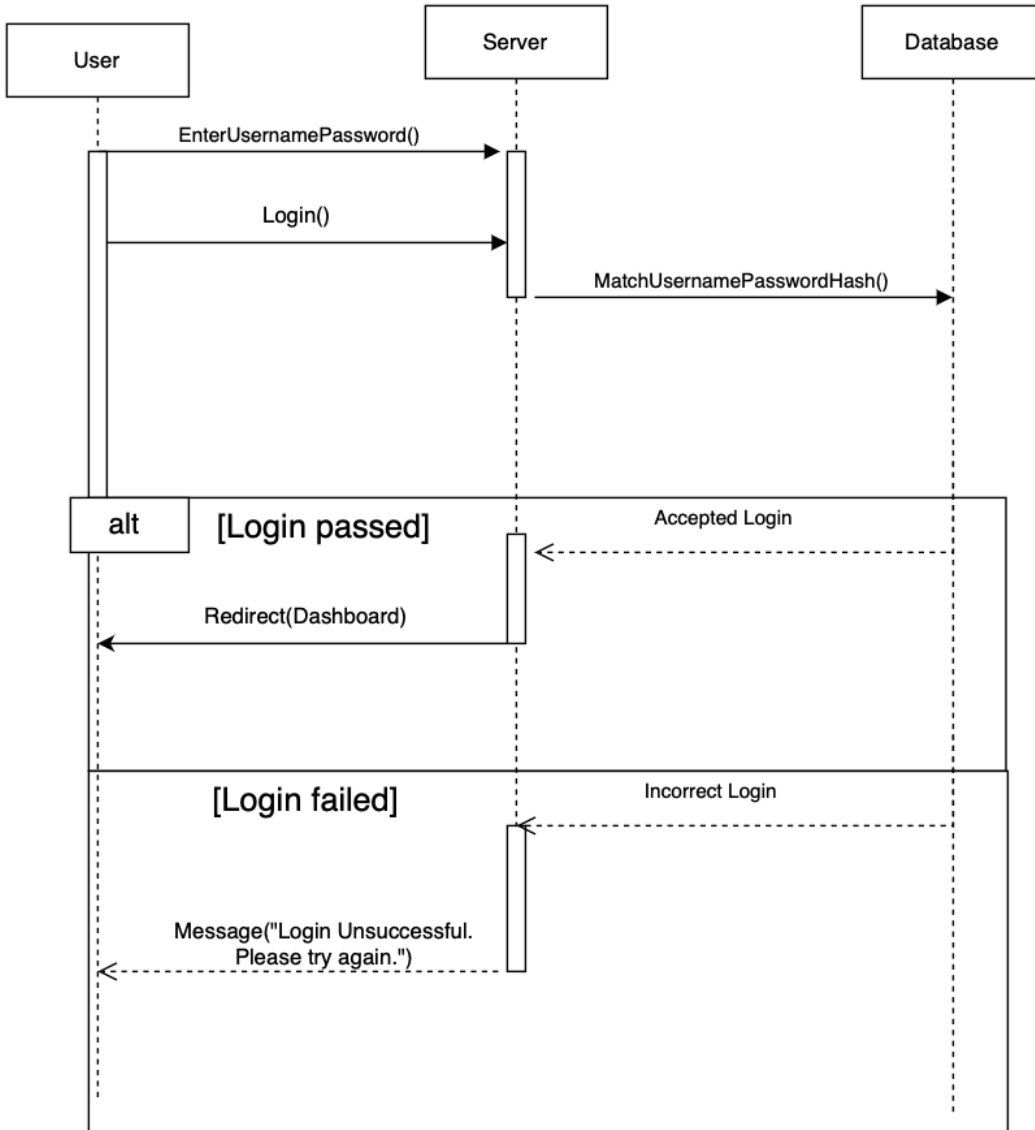 User
Server
Database
EnterUsernamePassword()
Login()
MatchUsernamePasswordHash()
alt
[Login passed]
Accepted Login
Redirect(Dashboard)
[Login failed]
Incorrect Login
Message("Login Unsuccessful.
Please try again.")